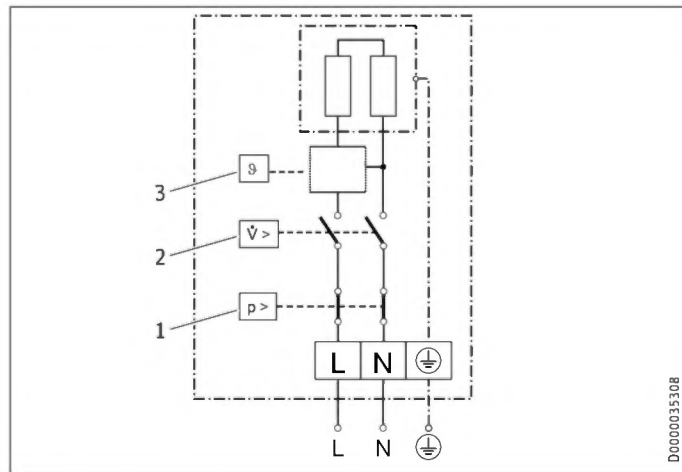 3 ϑ
2 V̇ >
1 p >
L N
L N
D0000035308